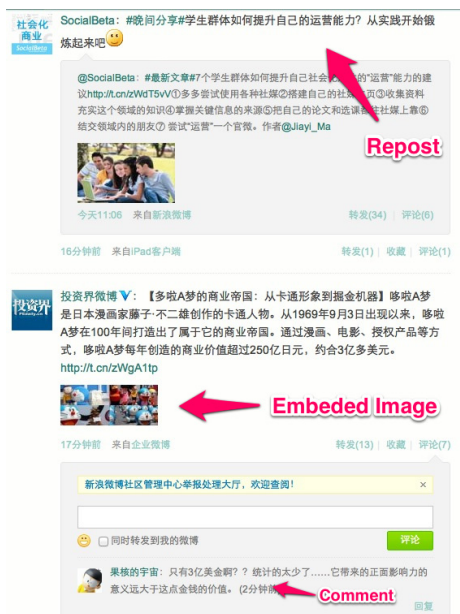 社会化
商业
SocialBeta
SocialBeta：#晚间分享#学生群体如何提升自己的运营能力？从实践开始锻
炼起来吧
Repost
@SocialBeta：#最新文章#7个学生群体如何提升自己社会化媒体的“运营”能力的建
议http://t.cn/zWdT5vV①多多尝试使用各种社媒②搭建自己的社媒主页③收集资料
充实这个领域的知识④掌握关键信息的来源⑤把自己的论文和选课都往社媒上靠⑥
结交领域内的朋友⑦ 尝试“运营”一个官微。作者@Jiayi_Ma
今天11:06 来自新浪微博 转发(34) | 评论(6)
16分钟前 来自iPad客户端 转发(1) | 收藏 | 评论(1)
投资界
投资界微博：【多啦A梦的商业帝国：从卡通形象到掘金机器】哆啦A梦
是日本漫画家藤子·不二雄创作的卡通人物。从1969年9月3日出现以来，哆啦
A梦在100年间打造出了属于它的商业帝国。通过漫画、电影、授权产品等方
式，哆啦A梦每年创造的商业价值超过250亿日元，约合3亿多美元。
http://t.cn/zWgA1tp
Embeded Image
17分钟前 来自企业微博 转发(13) | 收藏 | 评论(7)
新浪微博社区管理中心举报处理大厅，欢迎查阅！ ×
同时转发到我的微博 评论
果核的宇宙：只有3亿美金啊？？统计的太少了……它带来的正面影响力的
意义远大于这点金钱的价值。(2分钟前)
Comment
回复